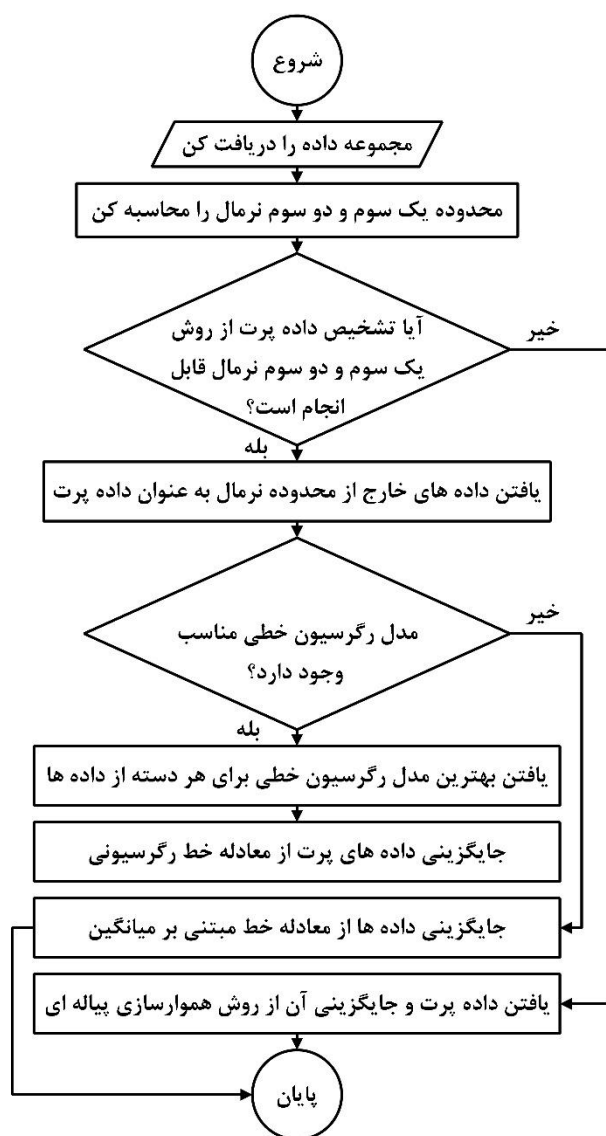 شروع
مجموعه داده را دریافت کن
محدوده یک سوم و دو سوم نرمال را محاسبه کن
آیا تشخیص داده پرت از روش
یک سوم و دو سوم نرمال قابل
انجام است؟
خیر
بله
یافتن داده های خارج از محدوده نرمال به عنوان داده پرت
مدل رگرسیون خطی مناسب
وجود دارد؟
خیر
بله
یافتن بهترین مدل رگرسیون خطی برای هر دسته از داده ها
جایگزینی داده های پرت از معادله خط رگرسیونی
جایگزینی داده ها از معادله خط مبتنی بر میانگین
یافتن داده پرت و جایگزینی آن از روش هموارسازی پیاله ای
پایان